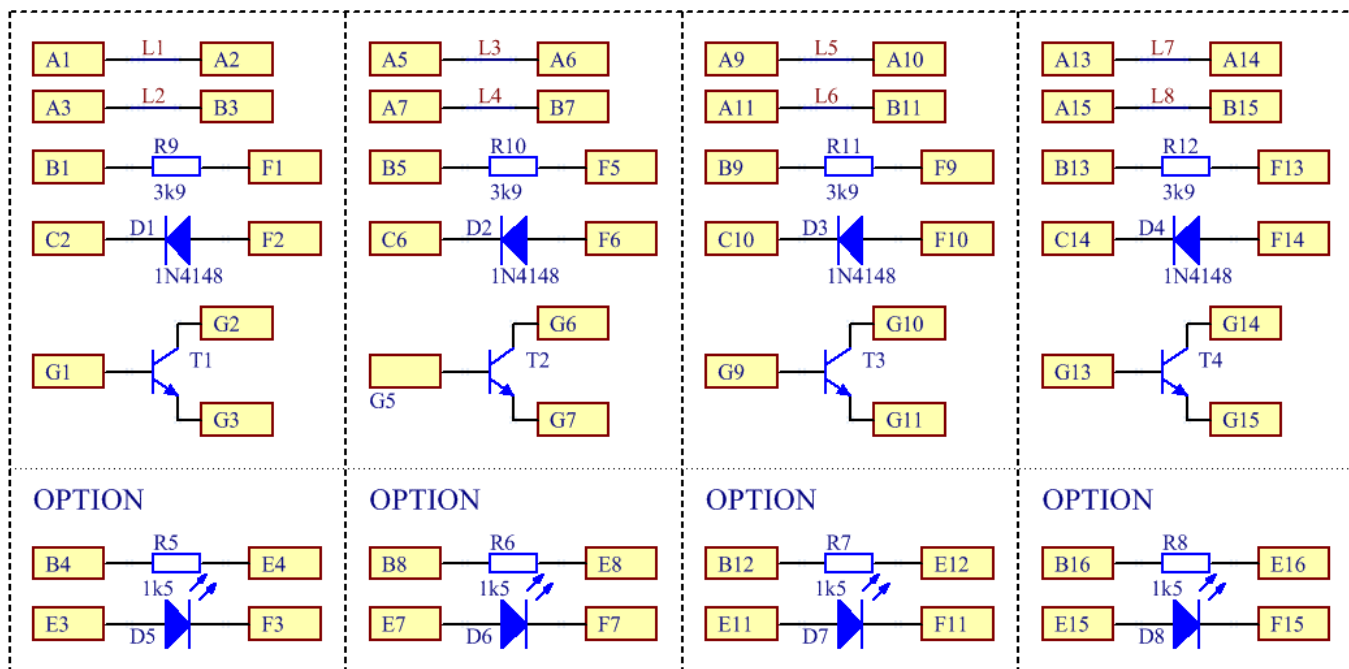 A1 L1 A2 A5 L3 A6 A9 L5 A10 A13 L7 A14
A3 L2 B3 A7 L4 B7 A11 L6 B11 A15 L8 B15
R9 R10 R11 R12
B1 F1 B5 F5 B9 F9 B13 F13
3k9 3k9 3k9 3k9
C2 D1 F2 C6 D2 F6 C10 D3 F10 C14 D4 F14
1N4148 1N4148 1N4148 1N4148
G2 G6 G10 G14
G1 T1 T2 G9 T3 G13 T4
G5
G3 G7 G11 G15
OPTION OPTION OPTION OPTION
R5 R6 R7 R8
B4 E4 B8 E8 B12 E12 B16 E16
1k5 1k5 1k5 1k5
E3 D5 F3 E7 D6 F7 E11 D7 F11 E15 D8 F15